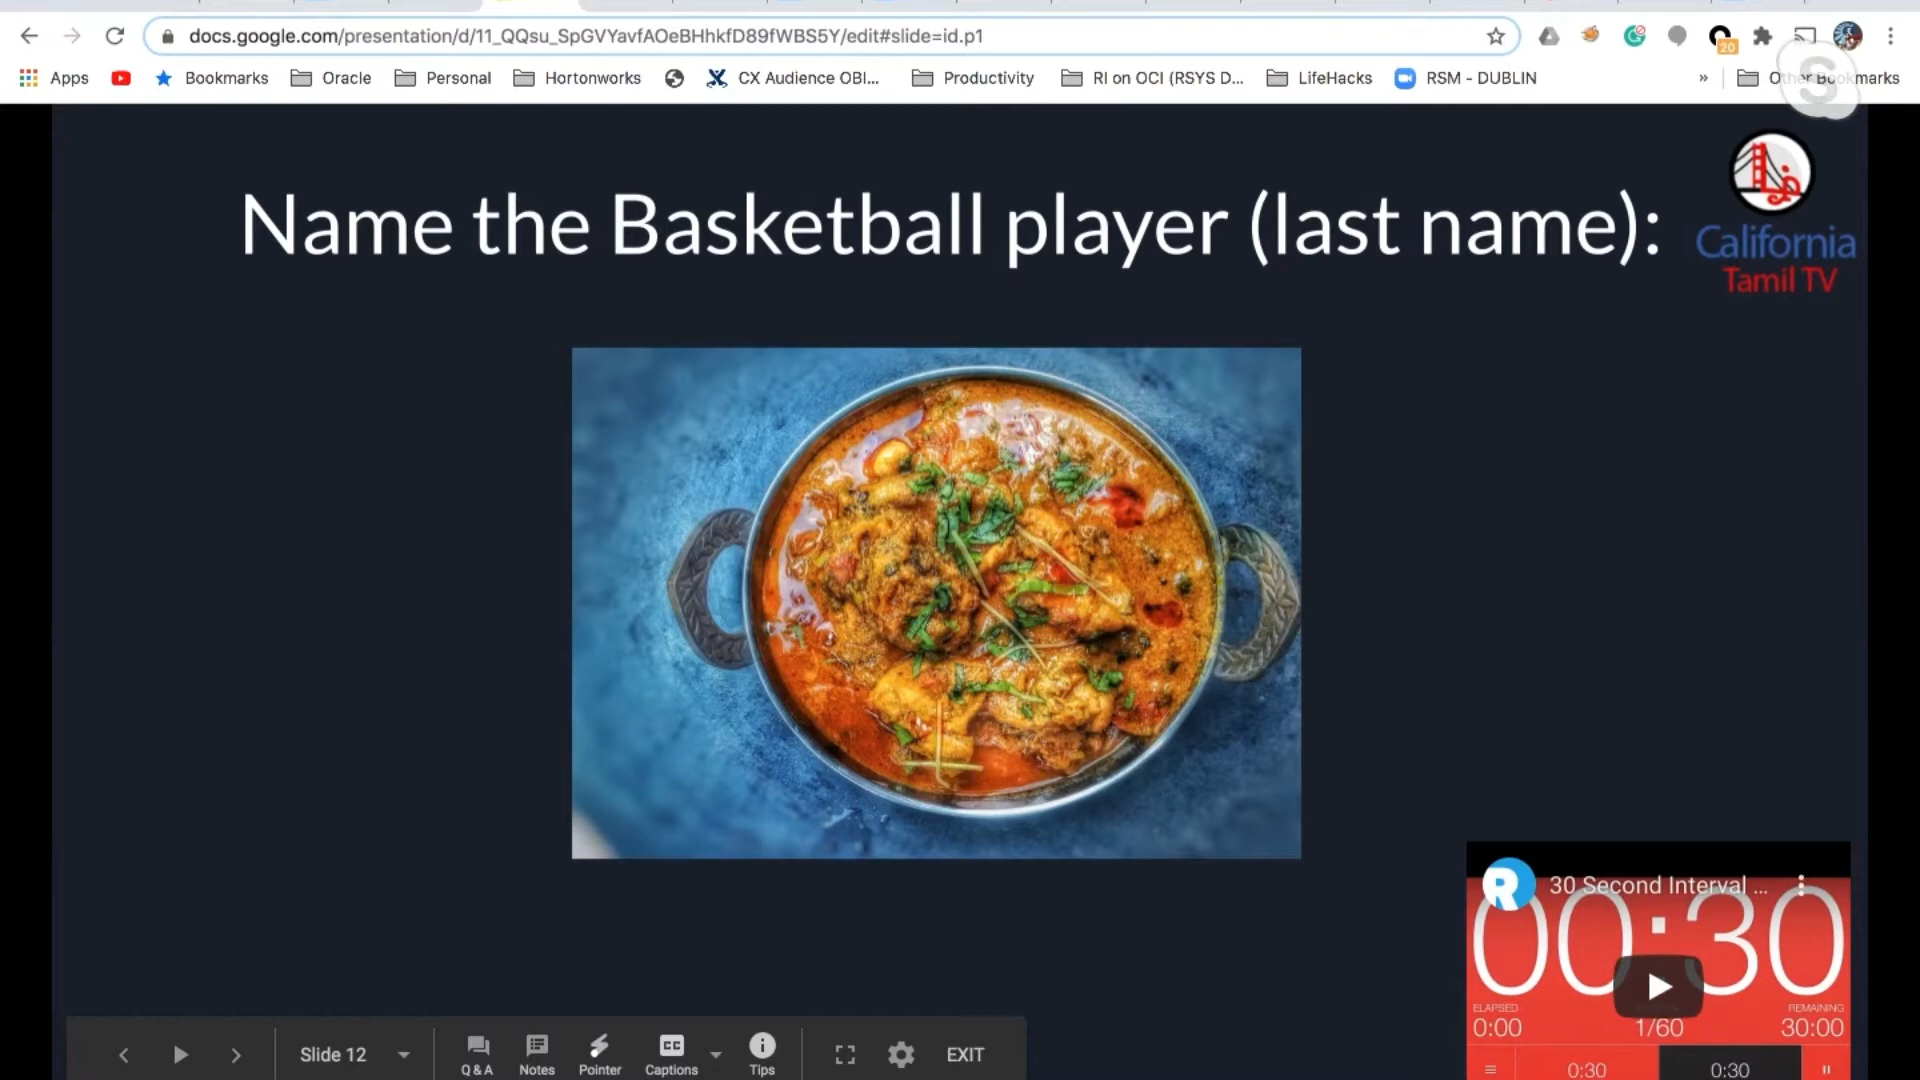 docs.google.com/presentation/d/11_QQsu_SpGVYavfAOeBHhkfD89fWBS5Y/edit#slide=id.p1
20
Apps Bookmarks Oracle Personal Hortonworks CX Audience OBI... Productivity RI on OCI (RSYS D... LifeHacks RSM - DUBLIN » Other Bookmarks
S
Name the Basketball player (last name):
California
Tamil TV
R 30 Second Interval ...
00:30
ELAPSED REMAINING
0:00 1/60 30:00
0:30 0:30
Slide 12 Q&A Notes CC Captions Pointer Tips EXIT